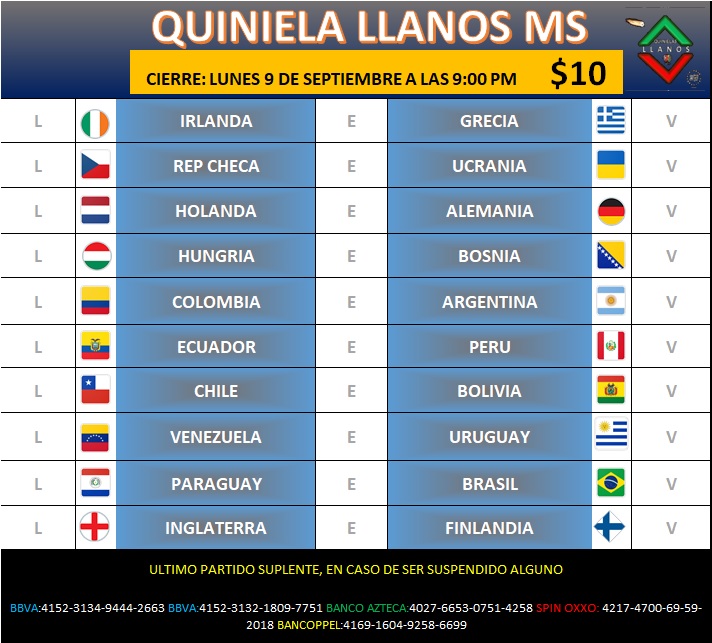 QUINIELA LLANOS MS
QUINIELAS
LLANOS
MS
CIERRE: LUNES 9 DE SEPTIEMBRE A LAS 9:00 PM $10
L IRLANDA E GRECIA V
L REP CHECA E UCRANIA V
L HOLANDA E ALEMANIA V
L HUNGRIA E BOSNIA V
L COLOMBIA E ARGENTINA V
L ECUADOR E PERU V
L CHILE E BOLIVIA V
L VENEZUELA E URUGUAY V
L PARAGUAY E BRASIL V
L INGLATERRA E FINLANDIA V
ULTIMO PARTIDO SUPLENTE, EN CASO DE SER SUSPENDIDO ALGUNO
BBVA:4152-3134-9444-2663 BBVA:4152-3132-1809-7751 BANCO AZTECA:4027-6653-0751-4258 SPIN OXXO: 4217-4700-69-59-
2018 BANCOPPEL:4169-1604-9258-6699